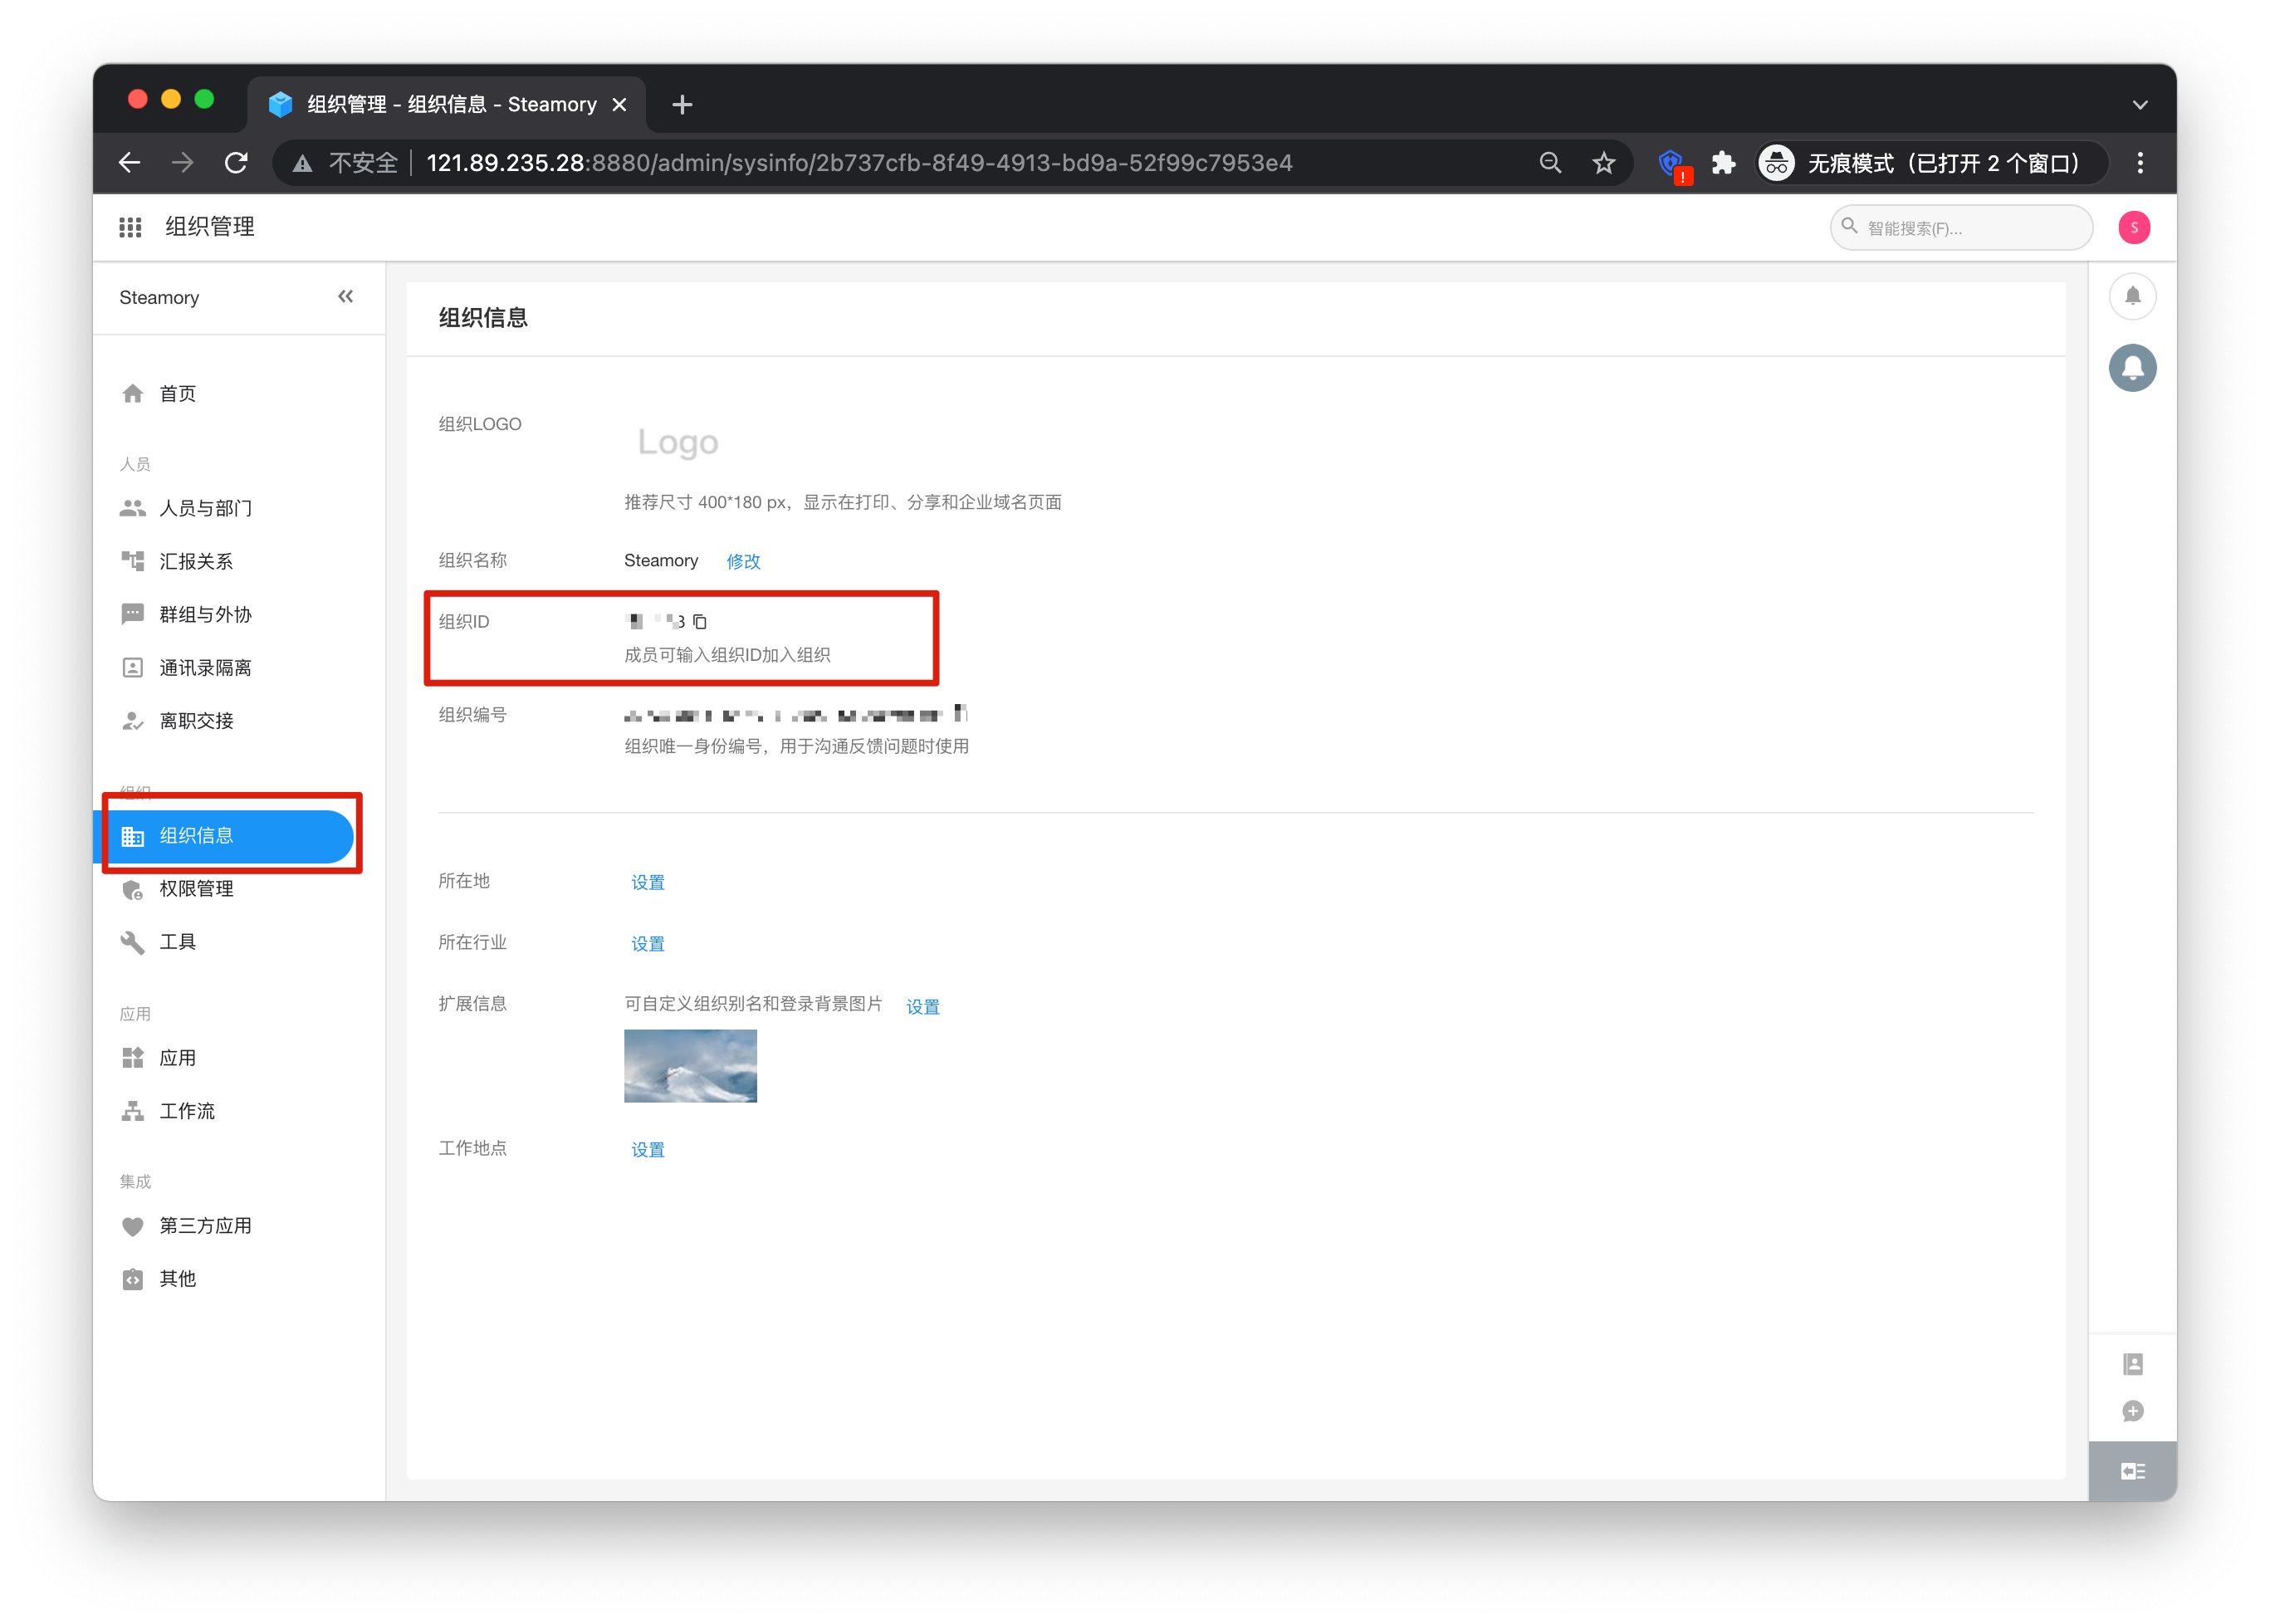 组织管理 - 组织信息 - Steamory
不安全 121.89.235.28:8880/admin/sysinfo/2b737cfb-8f49-4913-bd9a-52f99c7953e4
无痕模式（已打开 2 个窗口）
组织管理
智能搜索(F)...
S
Steamory
首页
人员
人员与部门
汇报关系
群组与外协
通讯录隔离
离职交接
组织
组织信息
权限管理
工具
应用
应用
工作流
集成
第三方应用
其他
组织信息
组织LOGO
Logo
推荐尺寸 400*180 px，显示在打印、分享和企业域名页面
组织名称 Steamory 修改
组织ID
成员可输入组织ID加入组织
组织编号
组织唯一身份编号，用于沟通反馈问题时使用
所在地 设置
所在行业 设置
扩展信息 可自定义组织别名和登录背景图片 设置
工作地点 设置